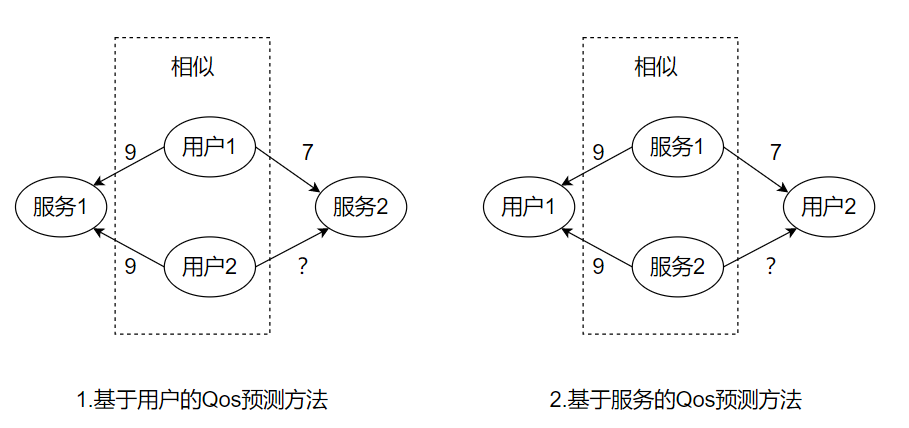 相似
用户1
9
7
服务1
服务2
用户2
9
?
1.基于用户的Qos预测方法
相似
服务1
9
7
用户1
用户2
服务2
9
?
2.基于服务的Qos预测方法